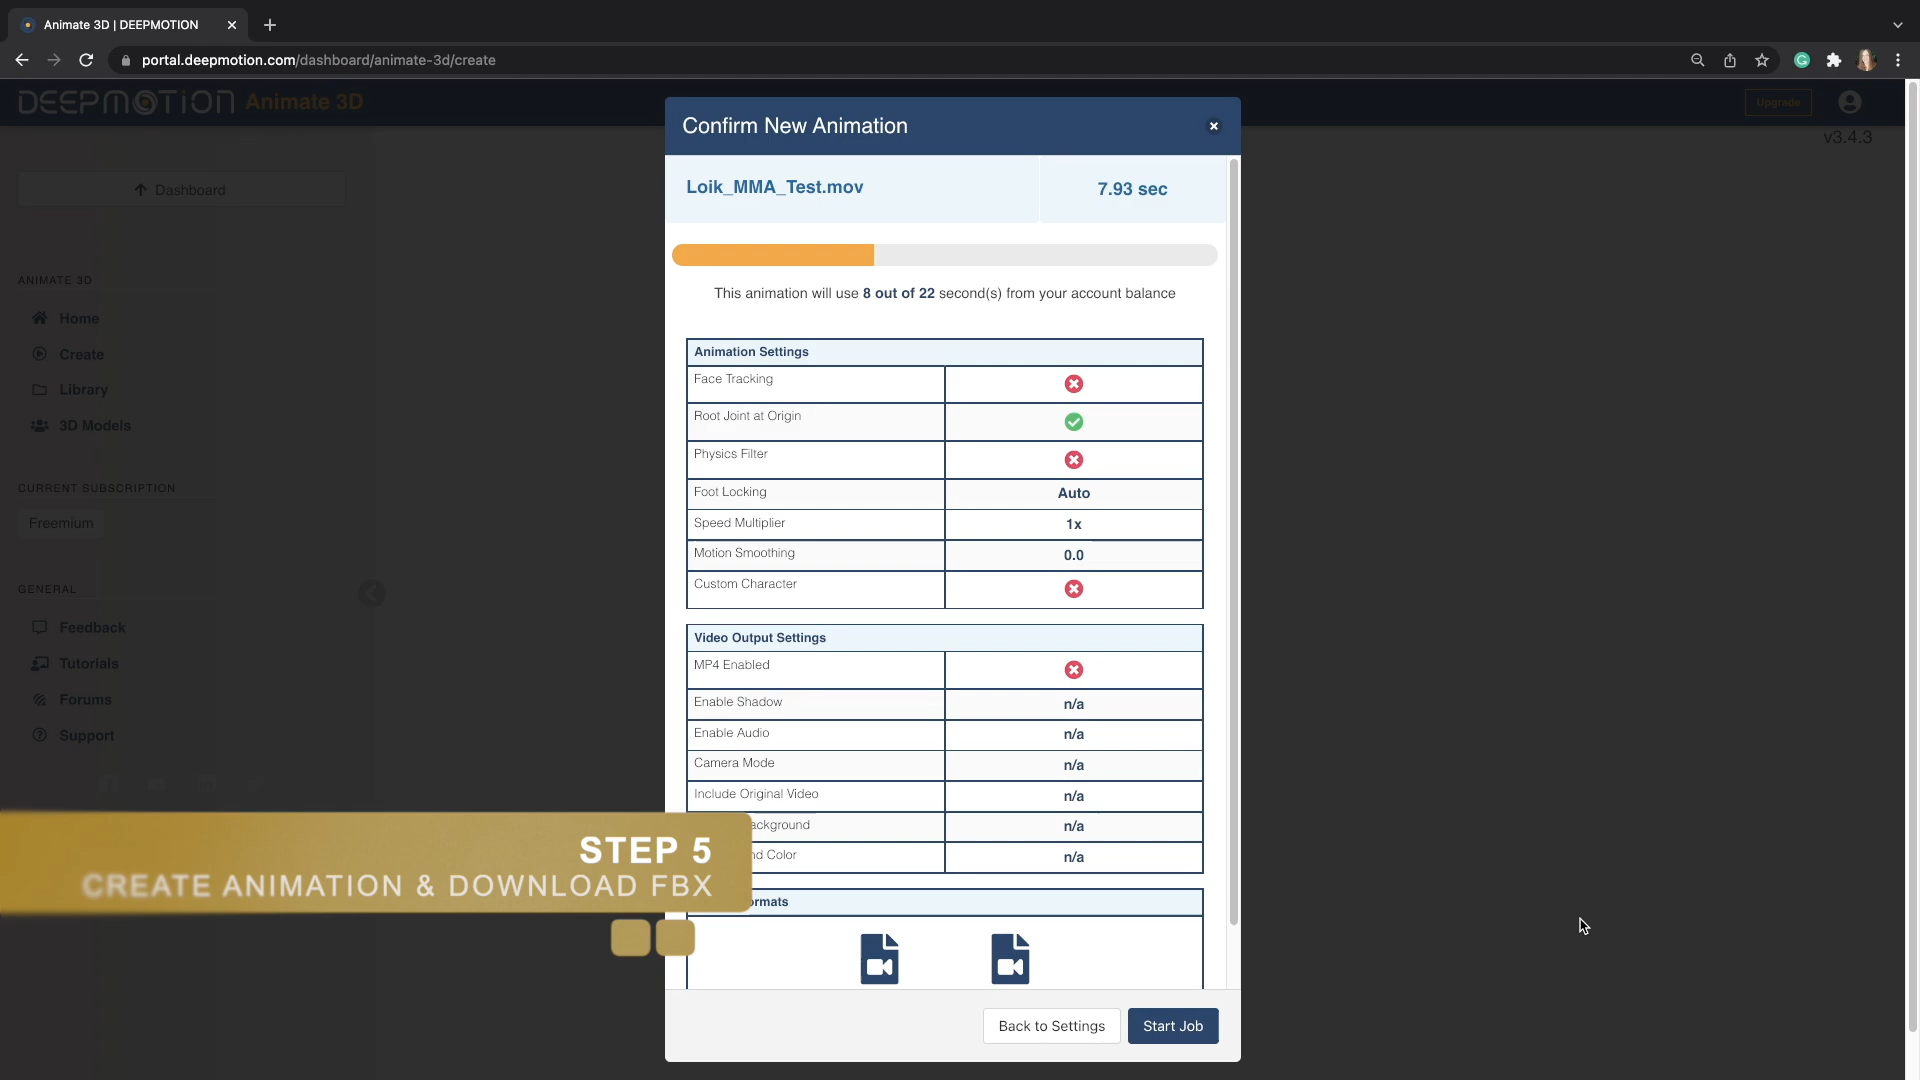 Animate 3D | DEEPMOTION
portal.deepmotion.com/dashboard/animate-3d/create
DEEPMOTION Animate 3D
Upgrade
v3.4.3
Dashboard
ANIMATE 3D
Home
Create
Library
3D Models
CURRENT SUBSCRIPTION
Freemium
GENERAL
Feedback
Tutorials
Forums
Support
Confirm New Animation
Loik_MMA_Test.mov
7.93 sec
This animation will use 8 out of 22 second(s) from your account balance
Animation Settings
Face Tracking
Root Joint at Origin
Physics Filter
Foot Locking Auto
Speed Multiplier 1x
Motion Smoothing 0.0
Custom Character
Video Output Settings
MP4 Enabled
Enable Shadow n/a
Enable Audio n/a
Camera Mode n/a
Include Original Video n/a
ackground n/a
nd Color n/a
ormats
Back to Settings
Start Job
STEP 5
CREATE ANIMATION & DOWNLOAD FBX